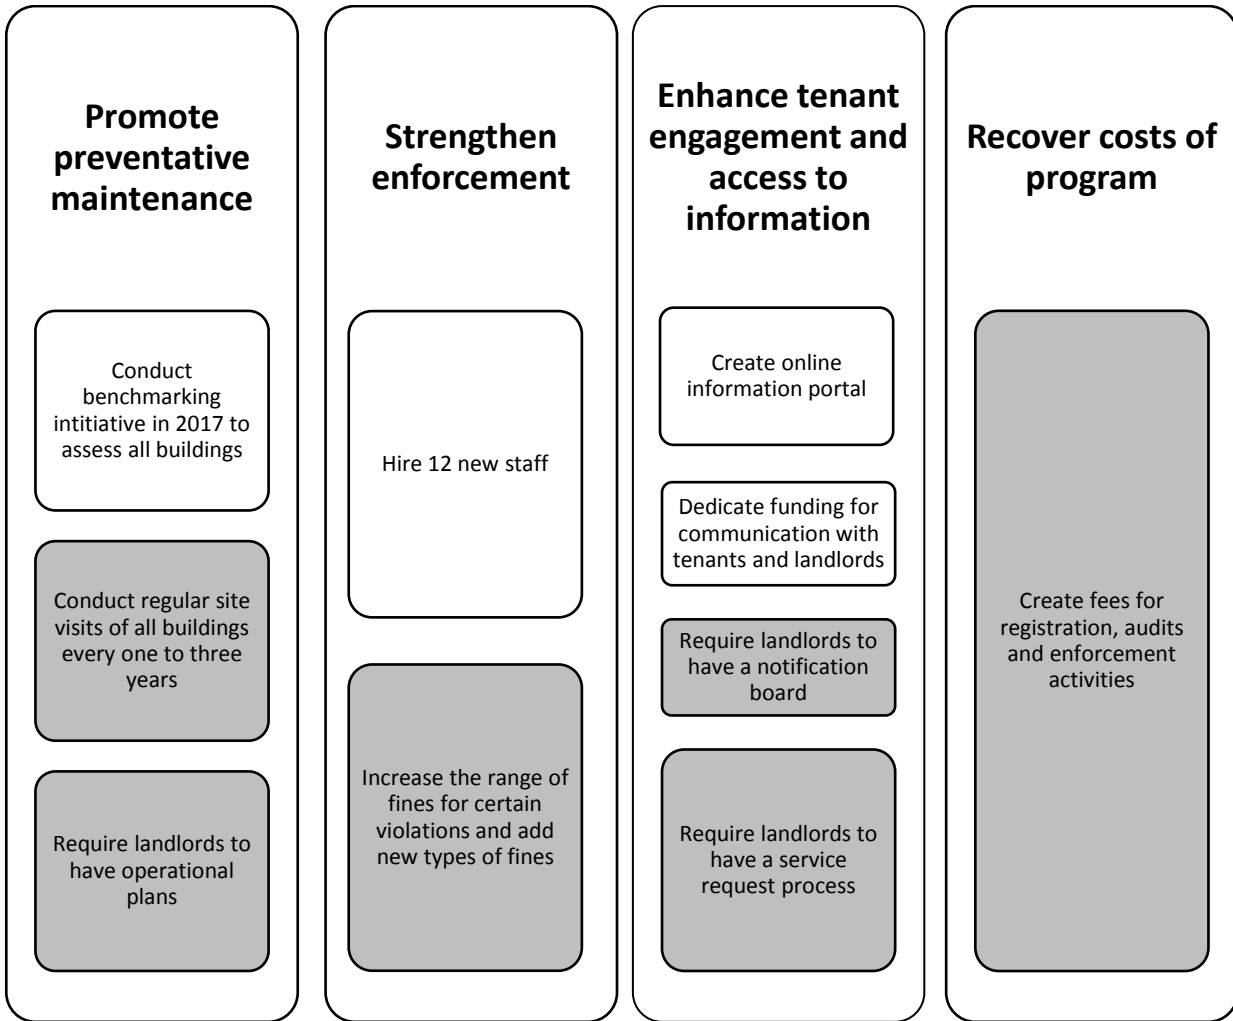 Promote
preventative
maintenance
Conduct
benchmarking
intitiative in 2017 to
assess all buildings
Conduct regular site
visits of all buildings
every one to three
years
Require landlords to
have operational
plans
Strengthen
enforcement
Hire 12 new staff
Increase the range of
fines for certain
violations and add
new types of fines
Enhance tenant
engagement and
access to
information
Create online
information portal
Dedicate funding for
communication with
tenants and landlords
Require landlords to
have a notification
board
Require landlords to
have a service
request process
Recover costs of
program
Create fees for
registration, audits
and enforcement
activities